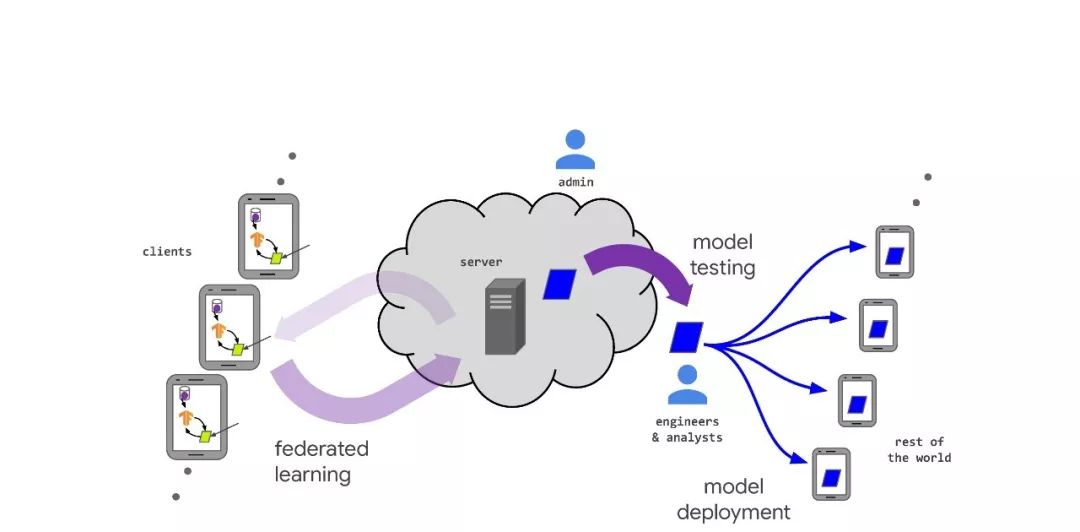 admin
clients
server
model
testing
federated
learning
engineers
& analysts
rest of
the world
model
deployment